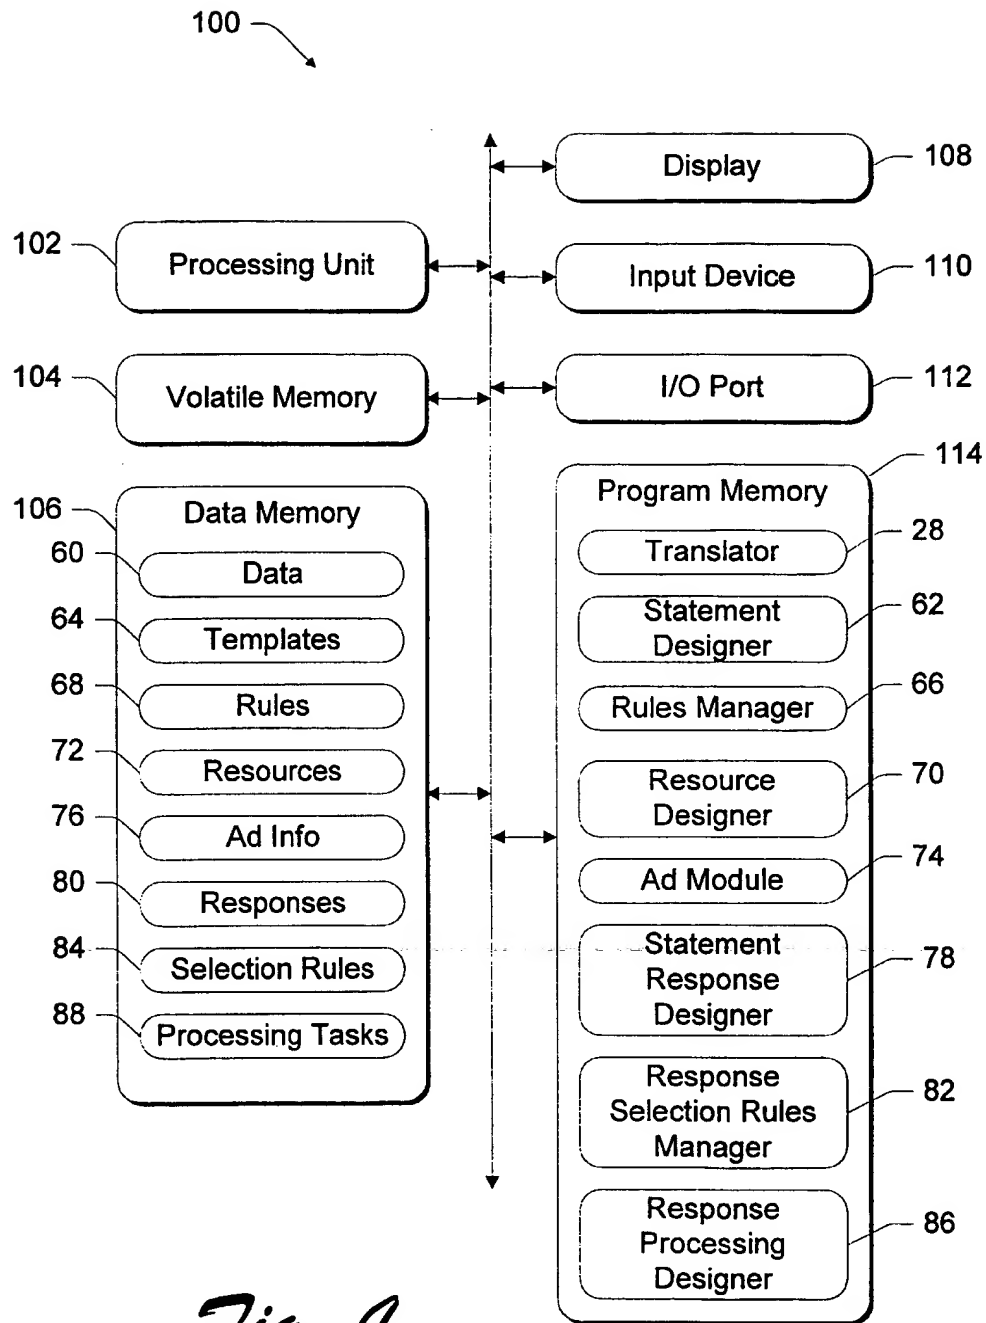 100
Display
108
102
Processing Unit
Input Device
110
104
Volatile Memory
I/O Port
112
106
Data Memory
60
Data
64
Templates
68
Rules
72
Resources
76
Ad Info
80
Responses
84
Selection Rules
88
Processing Tasks
114
Program Memory
Translator
28
Statement
Designer
62
Rules Manager
66
Resource
Designer
70
Ad Module
74
Statement
Response
Designer
78
Response
Selection Rules
Manager
82
Response
Processing
Designer
86
Fig.